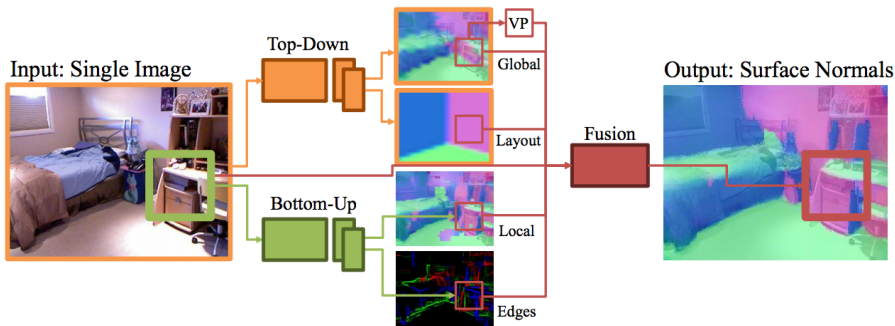 Input: Single Image
Top-Down
VP
Global
Layout
Fusion
Output: Surface Normals
Bottom-Up
Local
Edges